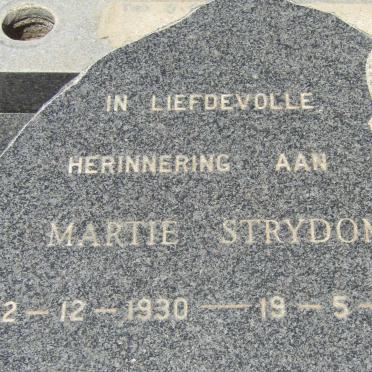 IN LIEFDEVOLLE
HERINNERING AAN
MARTIE STRYDOM
2 – 12 – 1930 — 19 – 5 –